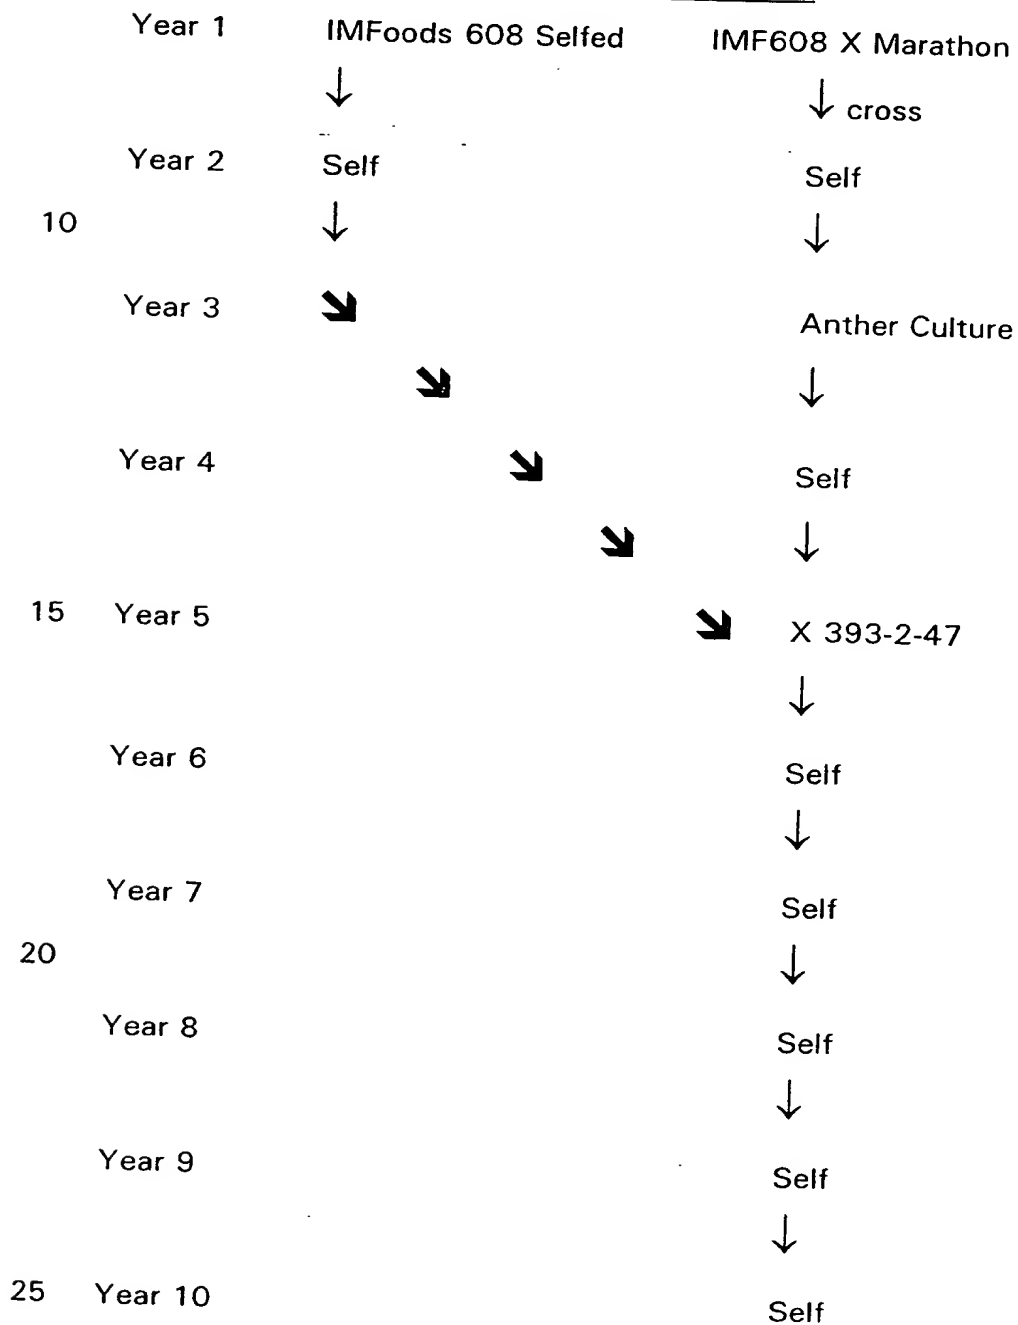 Year 1 IMFoods 608 Selfed IMF608 X Marathon
↓ ↓ cross
Year 2 Self Self
10 ↓ ↓
Year 3 Anther Culture
↓
Year 4 Self
↓
15 Year 5 X 393-2-47
↓
Year 6 Self
↓
Year 7 Self
20 ↓
Year 8 Self
↓
Year 9 Self
↓
25 Year 10 Self